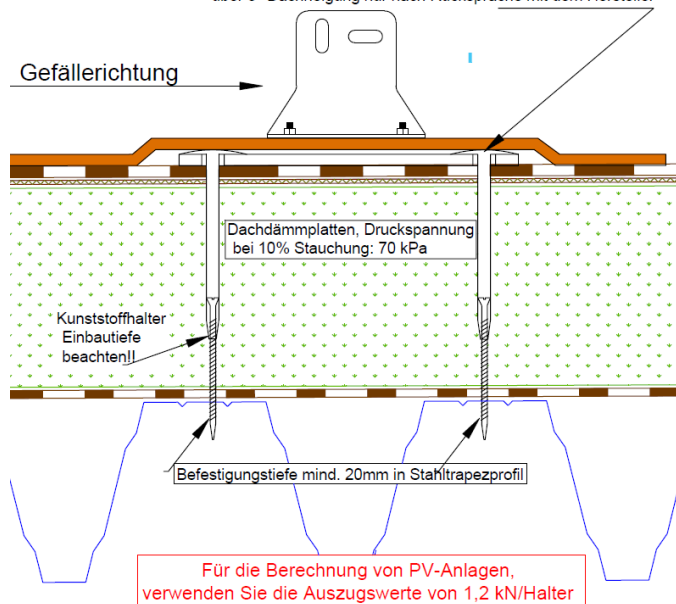 Gefällerichtung
Dachdämmplatten, Druckspannung
bei 10% Stauchung: 70 kPa
Kunststoffhalter
Einbautiefe
beachten!!
Befestigungstiefe mind. 20mm in Stahltrapezprofil
Für die Berechnung von PV-Anlagen,
verwenden Sie die Auszugswerte von 1,2 kN/Halter